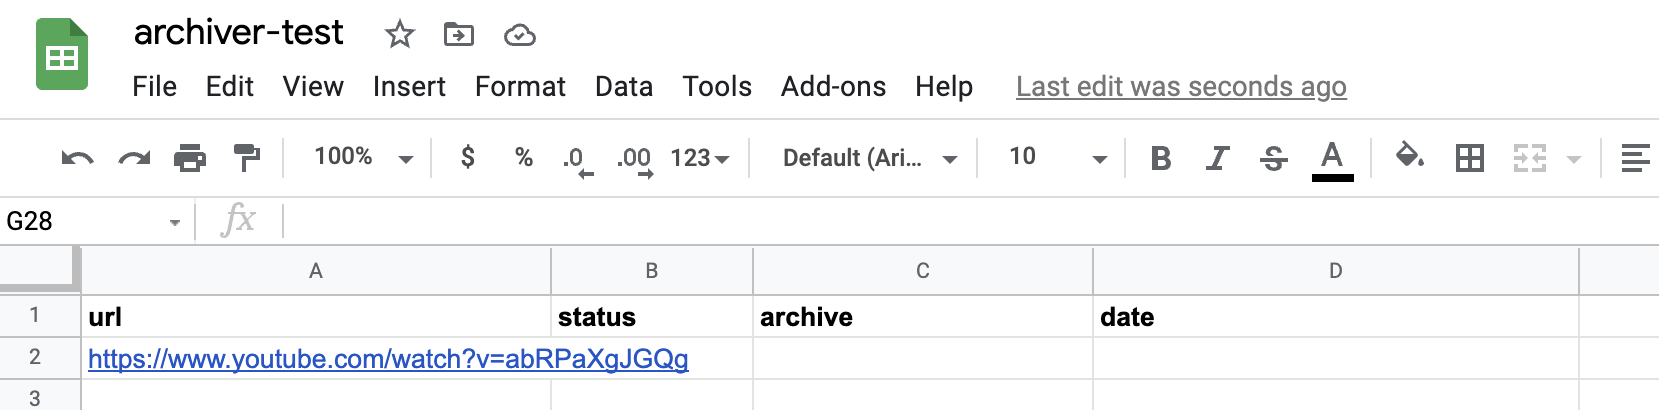 archiver-test
File Edit View Insert Format Data Tools Add-ons Help Last edit was seconds ago
100% $ % .0 .00 123 Default (Ari... 10 B I S A
G28 fx
A B C D
1 url status archive date
2 https://www.youtube.com/watch?v=abRPaXgJGQg
3